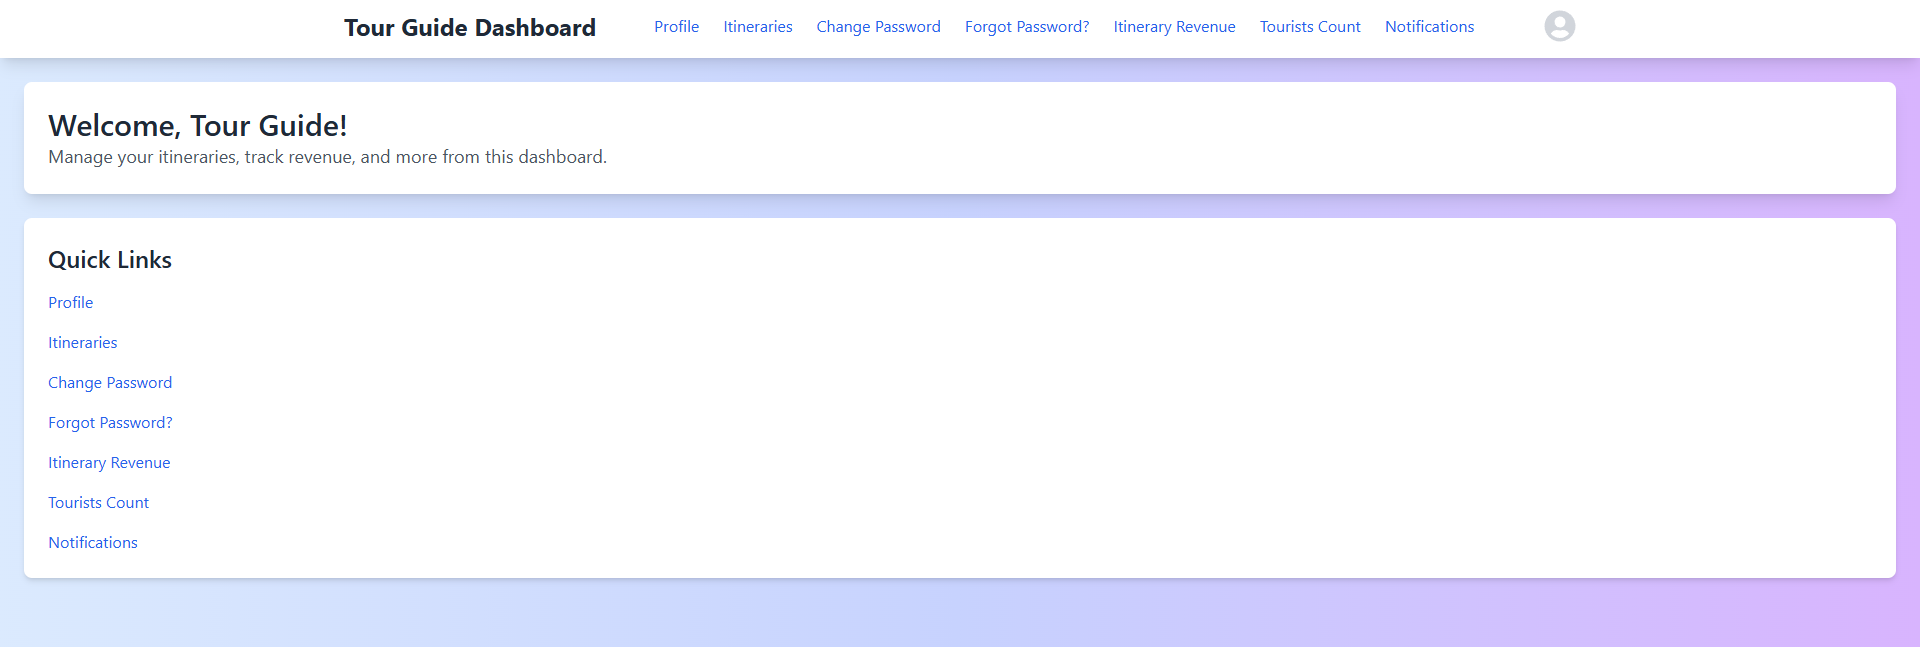 Tour Guide Dashboard Profile Itineraries Change Password Forgot Password? Itinerary Revenue Tourists Count Notifications
Welcome, Tour Guide!
Manage your itineraries, track revenue, and more from this dashboard.
Quick Links
Profile
Itineraries
Change Password
Forgot Password?
Itinerary Revenue
Tourists Count
Notifications